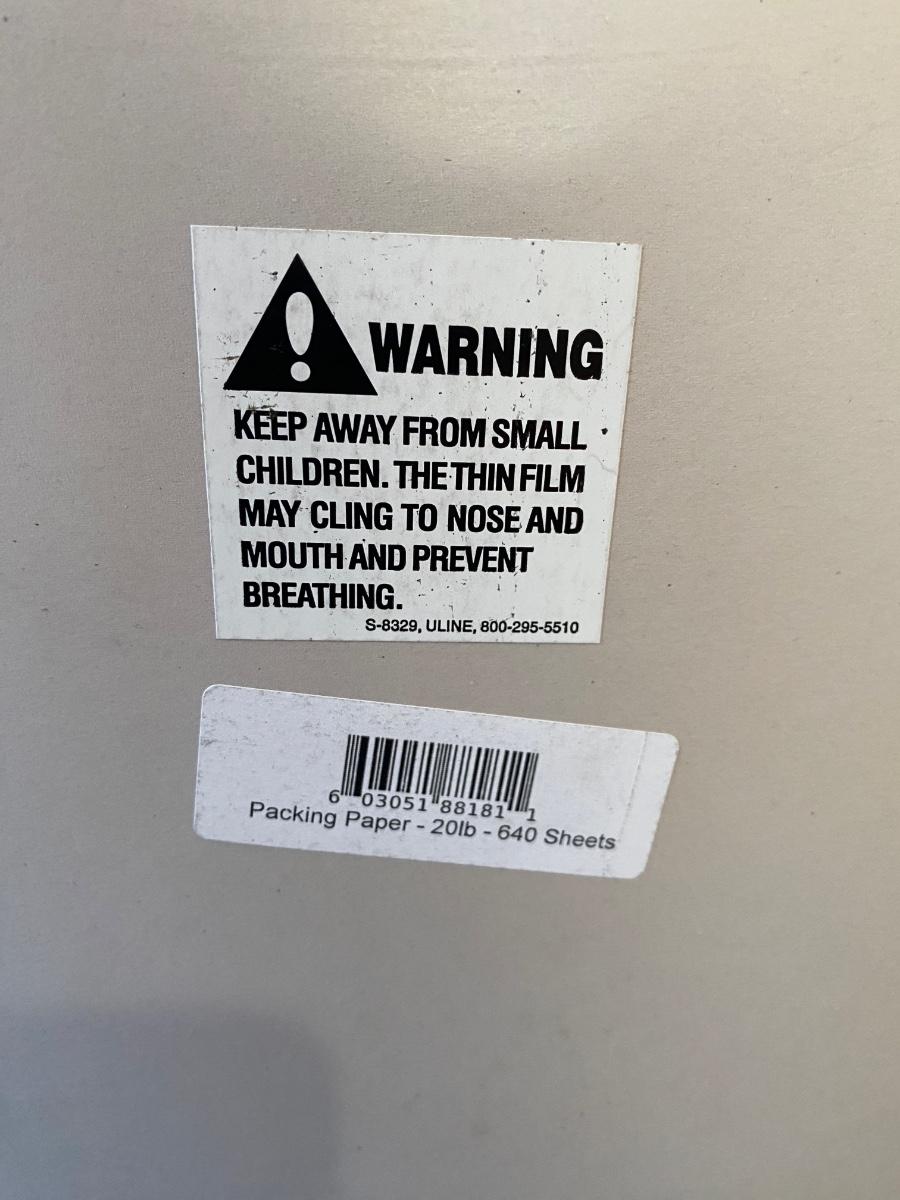 WARNING
KEEP AWAY FROM SMALL
CHILDREN. THE THIN FILM
MAY CLING TO NOSE AND
MOUTH AND PREVENT
BREATHING.
S-8329, ULINE, 800-295-5510
6 03051 88181 1
Packing Paper - 20lb - 640 Sheets